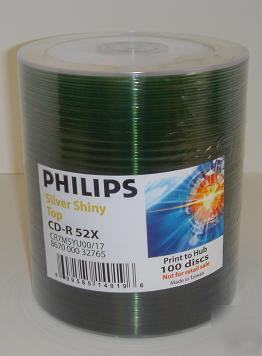 PHILIPS
Silver Shiny
Top
CD-R 52X
CR7M5YU00/17
8670 000 32765
Print to Hub
100 discs
Not for retail sale
Made in Taiwan